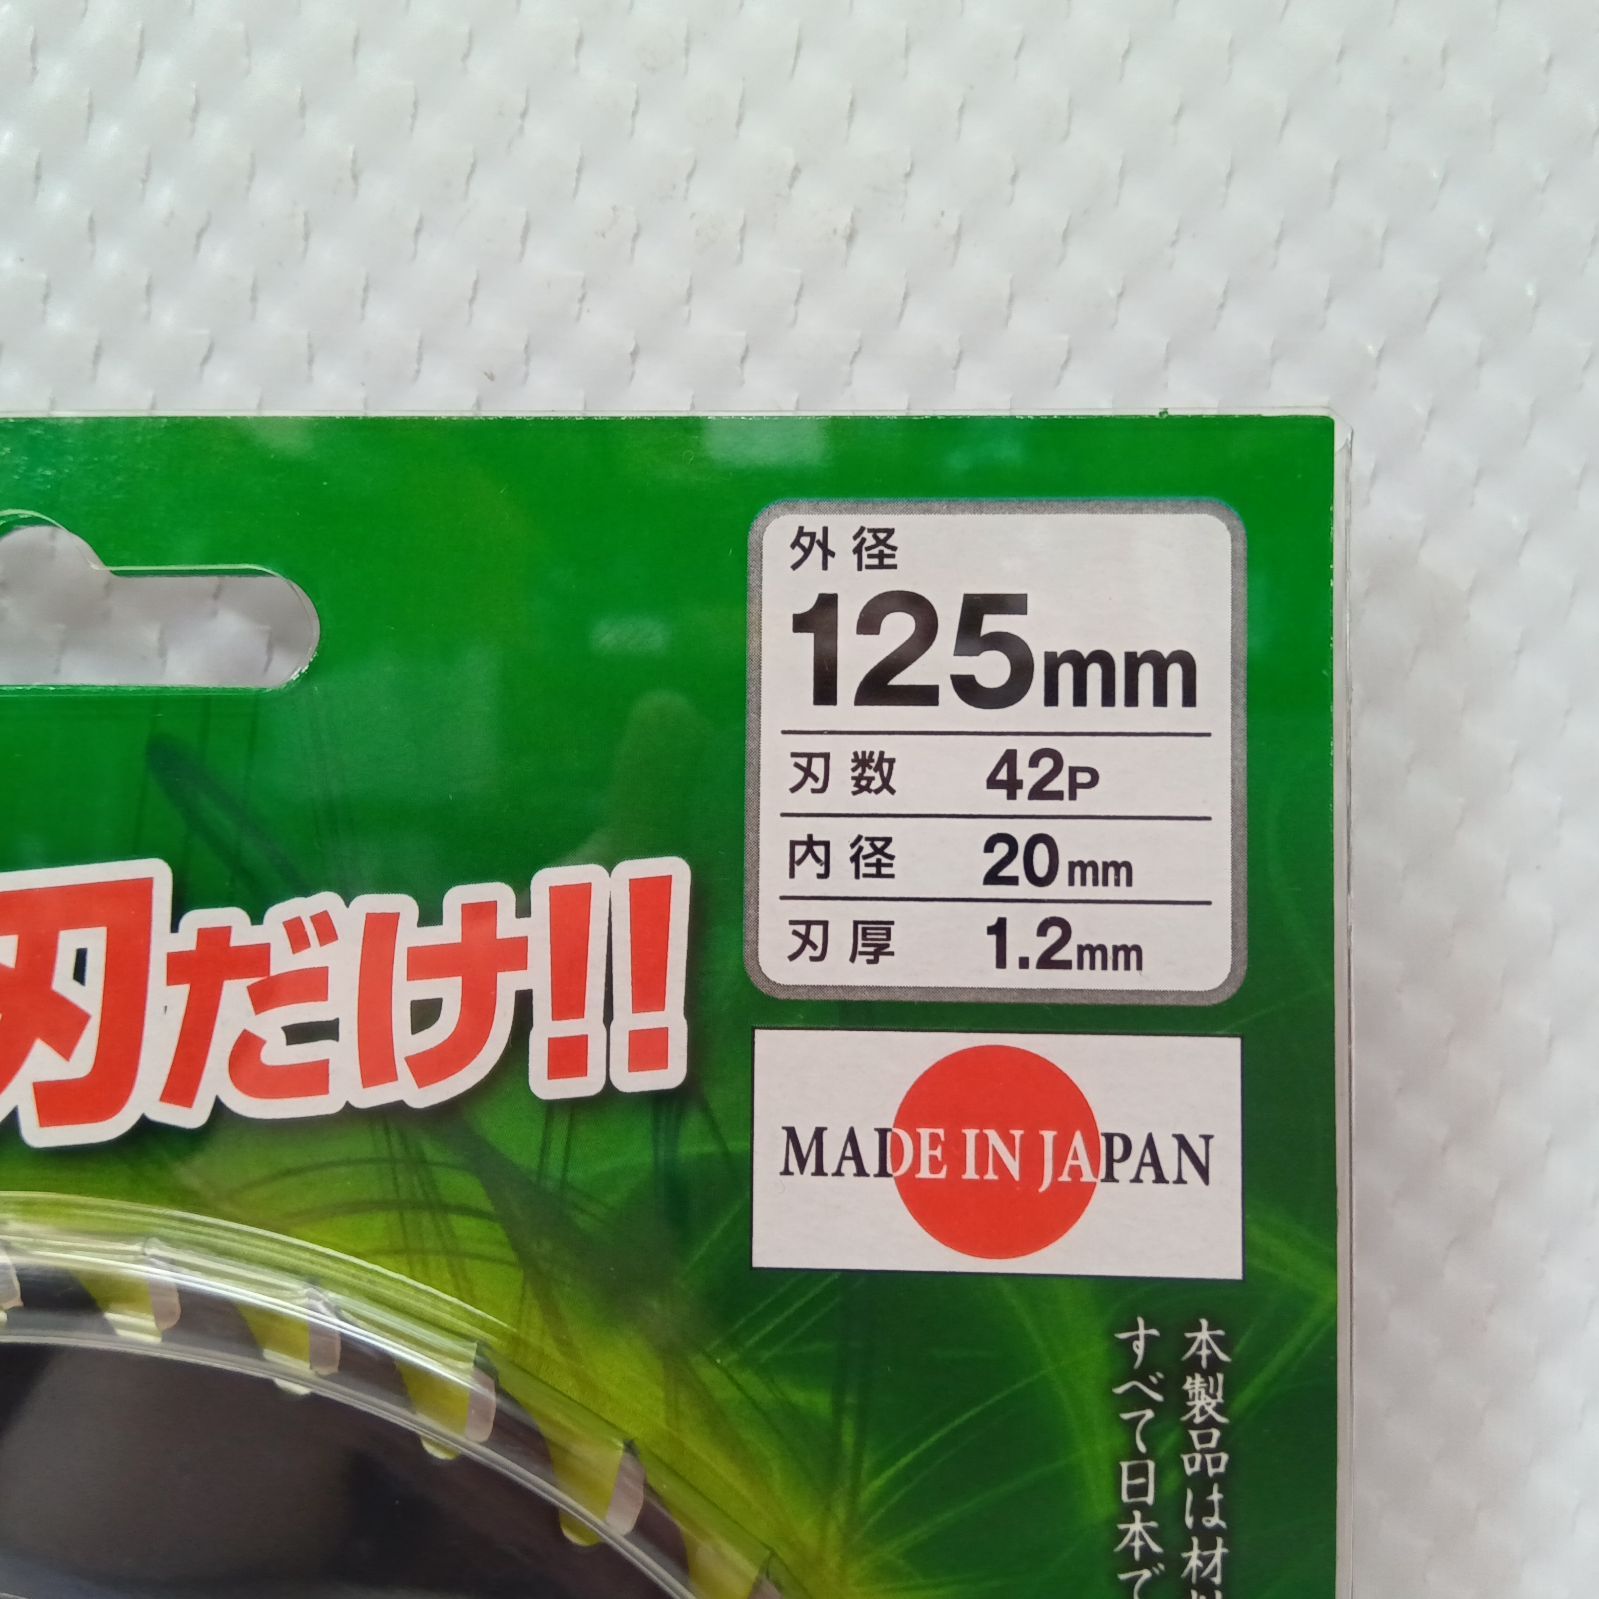 外径
125mm
刃数 42P
内径 20mm
刃厚 1.2mm
刃だけ!!
MADE IN JAPAN
本製品は材
すべて日本で